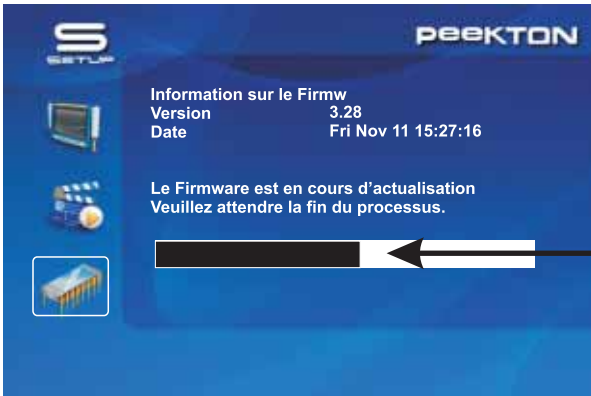 S
SETUP
PEEKTON
Information sur le Firmw
Version 3.28
Date Fri Nov 11 15:27:16
Le Firmware est en cours d’actualisation
Veuillez attendre la fin du processus.